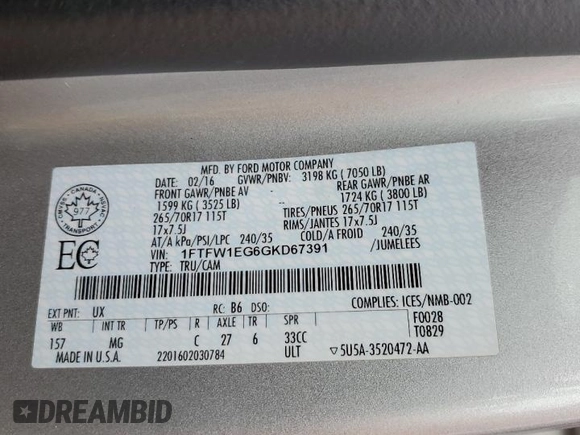 MFD. BY FORD MOTOR COMPANY
DATE: 02/16 GVWR/PNBV: 3198 KG ( 7050 LB)
FRONT GAWR/PNBE AV REAR GAWR/PNBE AR
1599 KG ( 3525 LB) 1724 KG ( 3800 LB)
265/70R17 115T TIRES/PNEUS 265/70R17 115T
17x7.5J RIMS/JANTES 17x7.5J
AT/A kPa/PSI/LPC 240/35 COLD/A FROID 240/35
VIN: 1FTFW1EG6GKD67391 /JUMELEES
TYPE: TRU/CAM
CANADA
977
TRANSPORT
EC
EXT PNT: UX RC: B6 DSO: COMPLIES: ICES/NMB-002
WB INT TR TP/PS R AXLE TR SPR F0028
157 MG C 27 6 33CC T0829
MADE IN U.S.A. 2201602030784 ULT ▽5U5A-3520472-AA
DREAMBID